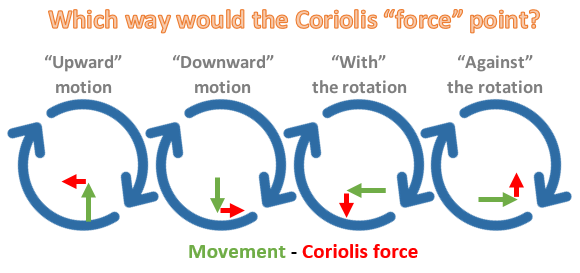 Which way would the Coriolis “force” point?
“Upward” motion
“Downward” motion
“With” the rotation
“Against” the rotation
Movement - Coriolis force